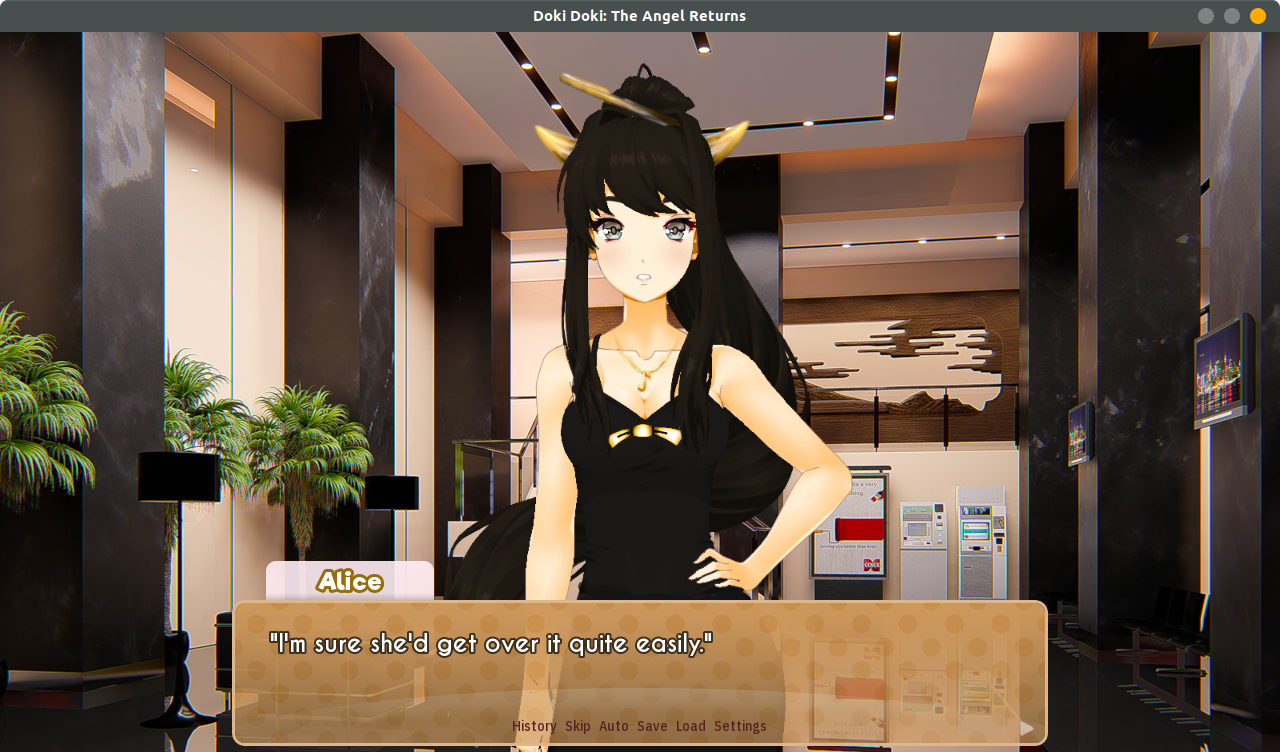 Doki Doki: The Angel Returns
Alice
"I'm sure she'd get over it quite easily."
History Skip Auto Save Load Settings